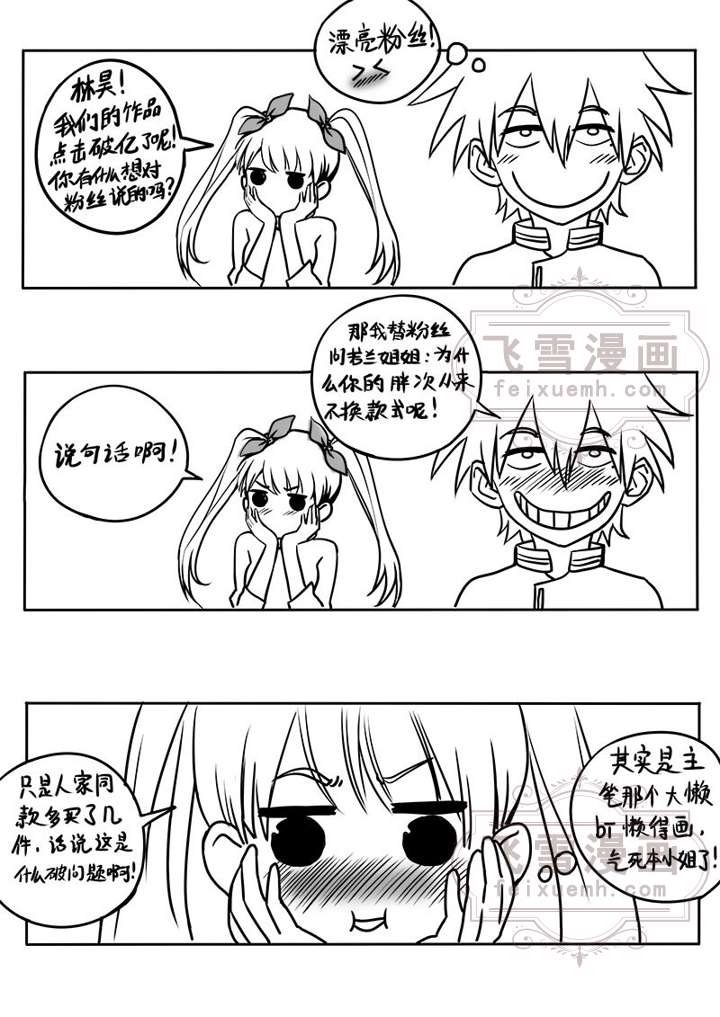 林昊!
我们的作品
点击破亿了呢!
你有什么想对
粉丝说的吗?
漂亮粉丝!
> <
说句话啊!
那我替粉丝
问若兰姐姐:为什
么你的胖次从来
不换款式呢!
飞雪漫画
feixuemh.com
只是人家同
款多买了几
件,话说这是
什么破问题啊!
其实是主
笔那个大懒
bT懒得画,
气死本小姐了!
飞雪漫画
feixuemh.com